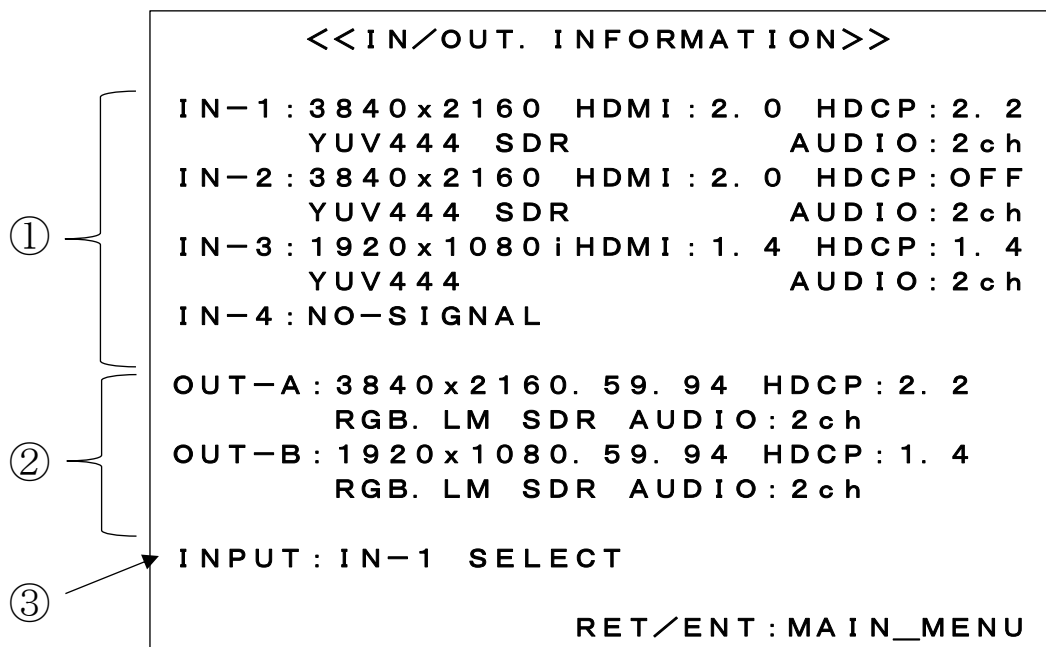 <<IN/OUT. INFORMATION>>
IN-1:3840x2160 HDMI:2. 0 HDCP:2. 2
YUV444 SDR AUDIO:2ch
IN-2:3840x2160 HDMI:2. 0 HDCP:OFF
YUV444 SDR AUDIO:2ch
IN-3:1920x1080iHDMI:1. 4 HDCP:1. 4
YUV444 AUDIO:2ch
IN-4:NO-SIGNAL
①
OUT-A:3840x2160. 59. 94 HDCP:2. 2
RGB. LM SDR AUDIO:2ch
OUT-B:1920x1080. 59. 94 HDCP:1. 4
RGB. LM SDR AUDIO:2ch
②
INPUT:IN-1 SELECT
③
RET/ENT:MAIN_MENU